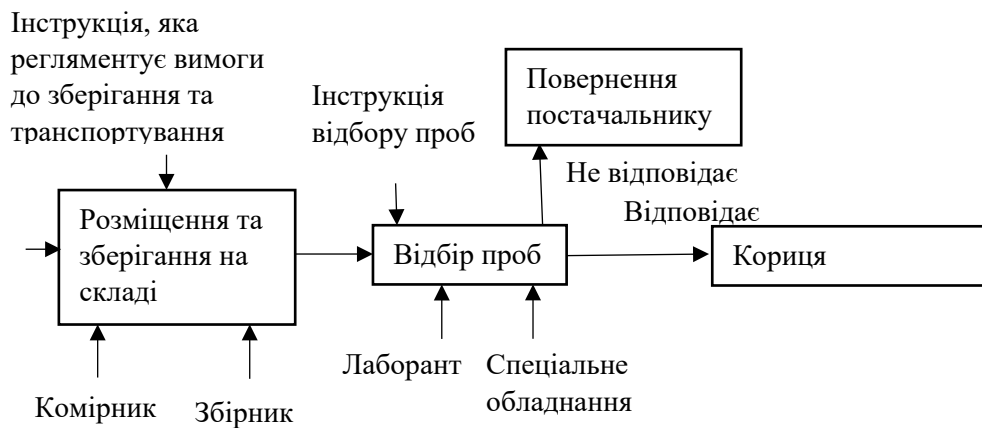 Інструкція, яка
регламентує вимоги
до зберігання та
транспортування
Інструкція
відбору проб
Повернення
постачальнику
Не відповідає
Відповідає
Розміщення та
зберігання на
складі
Відбір проб
Кориця
Комірник
Збірник
Лаборант
Спеціальне
обладнання